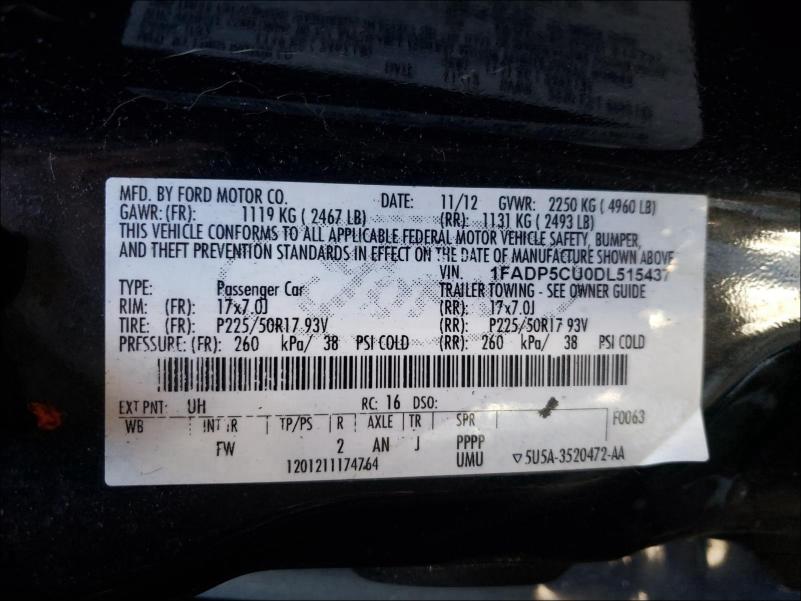 MFD. BY FORD MOTOR CO. DATE: 11/12 GVWR: 2250 KG ( 4960 LB)
GAWR: (FR): 1119 KG ( 2467 LB) (RR): 1131 KG ( 2493 LB)
THIS VEHICLE CONFORMS TO ALL APPLICABLE FEDERAL MOTOR VEHICLE SAFETY, BUMPER,
AND THEFT PREVENTION STANDARDS IN EFFECT ON THE DATE OF MANUFACTURE SHOWN ABOVE
VIN. 1FADP5CU0DL515437
TYPE: Passenger Car TRAILER TOWING - SEE OWNER GUIDE
RIM: (FR): 17x7.0J (RR): 17x7.0J
TIRE: (FR): P225/50R17 93V (RR): P225/50R17 93V
PRESSURE: (FR): 260 kPa/ 38 PSI COLD (RR): 260 kPa/ 38 PSI COLD
EXT PNT: UH RC: 16 DSO:
WB INT TR TP/PS R AXLE TR SPR F0063
FW 2 AN J PPPP
1201211174764 UMU ▽5U5A-3520472-AA